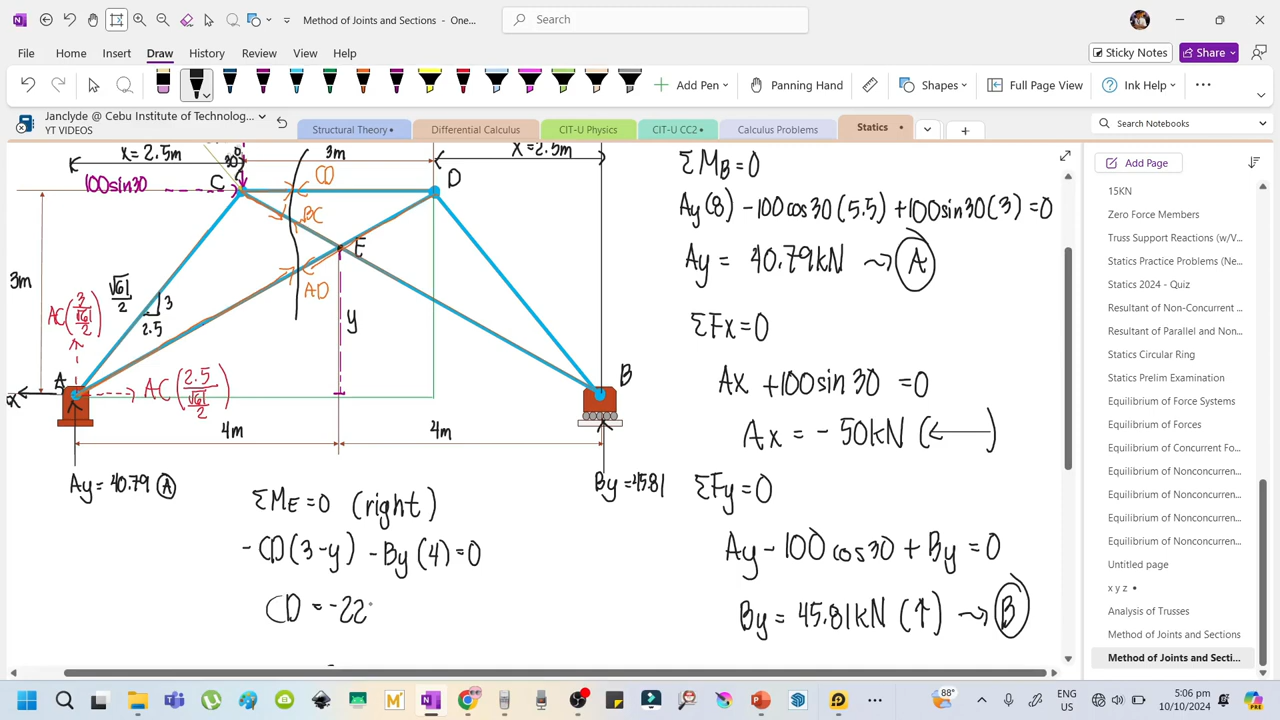 Method of Joints and Sections - One...
Search
File Home Insert Draw History Review View Help
Sticky Notes
Share
Add Pen
Panning Hand
Shapes
Full Page View
Ink Help
Janclyde @ Cebu Institute of Technolog...
YT VIDEOS
Structural Theory
Differential Calculus
CIT-U Physics
CIT-U CC2
Calculus Problems
Statics
Search Notebooks
Add Page
15KN
Zero Force Members
Truss Support Reactions (w/V...
Statics Practice Problems (Ne...
Statics 2024 - Quiz
Resultant of Non-Concurrent ...
Resultant of Parallel and Non...
Statics Circular Ring
Statics Prelim Examination
Equilibrium of Force Systems
Equilibrium of Forces
Equilibrium of Concurrent Fo...
Equilibrium of Nonconcurren...
Equilibrium of Nonconcurren...
Equilibrium of Nonconcurren...
Equilibrium of Nonconcurren...
Untitled page
x y z
Analysis of Trusses
Method of Joints and Sections
Method of Joints and Secti...
x = 2.5m
30°
3m
x = 2.5m
100sin30
C
CD
D
BC
E
AD
3m
√61/2
3
2.5
y
AC(3/(√61/2))
A
AC(2.5/(√61/2))
B
Ax
4m
4m
Ay = 40.79 A
By = 45.81
ΣME = 0 (right)
- CD(3-y) - By(4) = 0
CD = -22
ΣMB = 0
Ay(8) - 100cos30(5.5) + 100sin30(3) = 0
Ay = 40.79kN ⇝ A
ΣFx = 0
Ax + 100sin30 = 0
Ax = - 50kN (←)
ΣFy = 0
Ay - 100cos30 + By = 0
By = 45.81kN (↑) ⇝ B
88°
ENG
PH
5:06 pm
10/10/2024